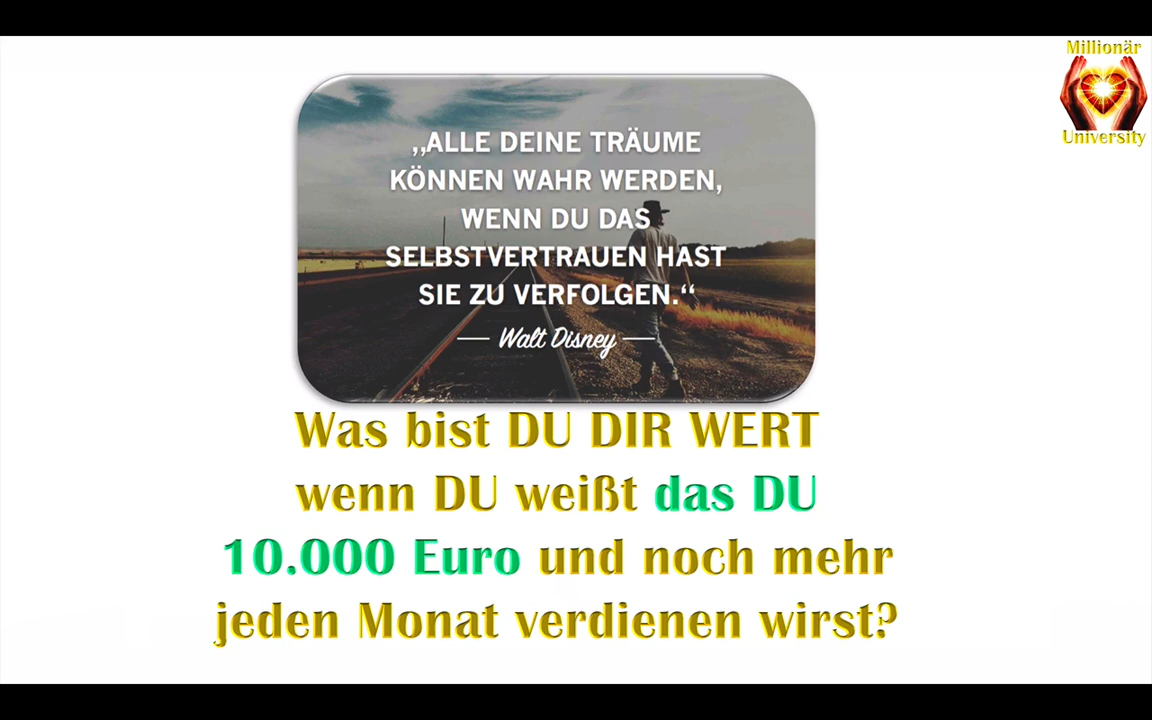 Millionär
University
,,ALLE DEINE TRÄUME
KÖNNEN WAHR WERDEN,
WENN DU DAS
SELBSTVERTRAUEN HAST
SIE ZU VERFOLGEN.“
Walt Disney
Was bist DU DIR WERT
wenn DU weißt das DU
10.000 Euro und noch mehr
jeden Monat verdienen wirst?